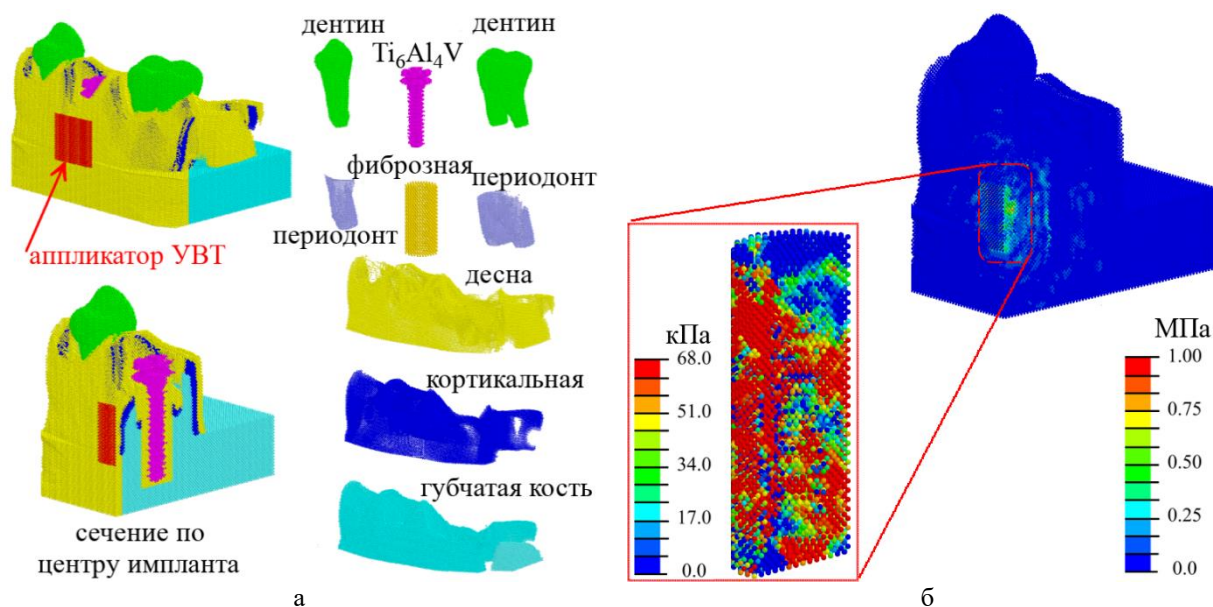 дентин
дентин
Ti6Al4V
фиброзная
периодонт
периодонт
аппликатор УВТ
десна
кортикальная
губчатая кость
сечение по
центру импланта
а
кПа
68.0
51.0
34.0
17.0
0.0
МПа
1.00
0.75
0.50
0.25
0.0
б